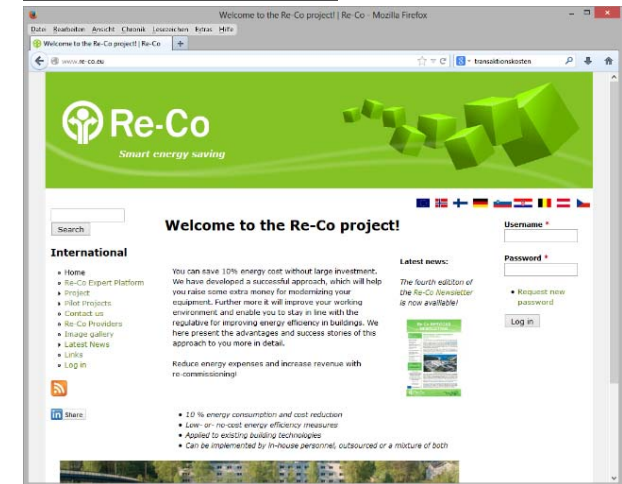 Welcome to the Re-Co project! | Re-Co - Mozilla Firefox
Datei Bearbeiten Ansicht Chronik Lesezeichen Extras Hilfe
Welcome to the Re-Co project! | Re-Co
www.re-co.eu
transaktionskosten
Re-Co
Smart energy saving
Search
International
Home
Re-Co Expert Platform
Project
Pilot Projects
Contact us
Re-Co Providers
Image gallery
Latest News
Links
Log in
Share
Welcome to the Re-Co project!
You can save 10% energy cost without large investment.
We have developed a successful approach, which will help
you raise some extra money for modernizing your
equipment. Further more it will improve your working
environment and enable you to stay in line with the
regulative for improving energy efficiency in buildings. We
here present the advantages and success stories of this
approach to you more in detail.
Reduce energy expenses and increase revenue with
re-commissioning!
10 % energy consumption and cost reduction
Low- or- no-cost energy efficiency measures
Applied to existing building technologies
Can be implemented by in-house personnel, outsourced or a mixture of both
Latest news:
The fourth edition of
the Re-Co Newsletter
is now available!
Username *
Password *
Request new
password
Log in